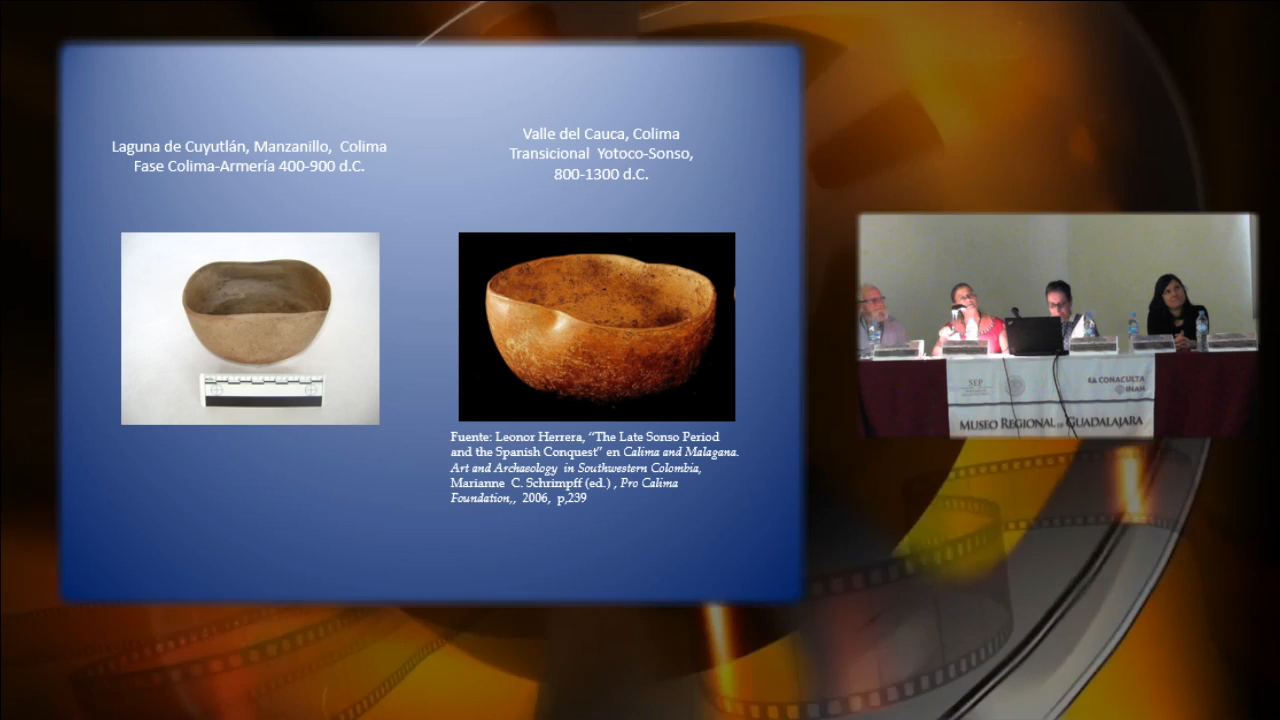 Laguna de Cuyutlán, Manzanillo, Colima
Fase Colima-Armería 400-900 d.C.
Valle del Cauca, Colima
Transicional Yotoco-Sonso,
800-1300 d.C.
Fuente: Leonor Herrera, “The Late Sonso Period
and the Spanish Conquest” en Calima and Malagana.
Art and Archaeology in Southwestern Colombia,
Marianne C. Schrimpff (ed.) , Pro Calima
Foundation,, 2006, p,239
SEP
CONACULTA
INAH
MUSEO REGIONAL DE GUADALAJARA